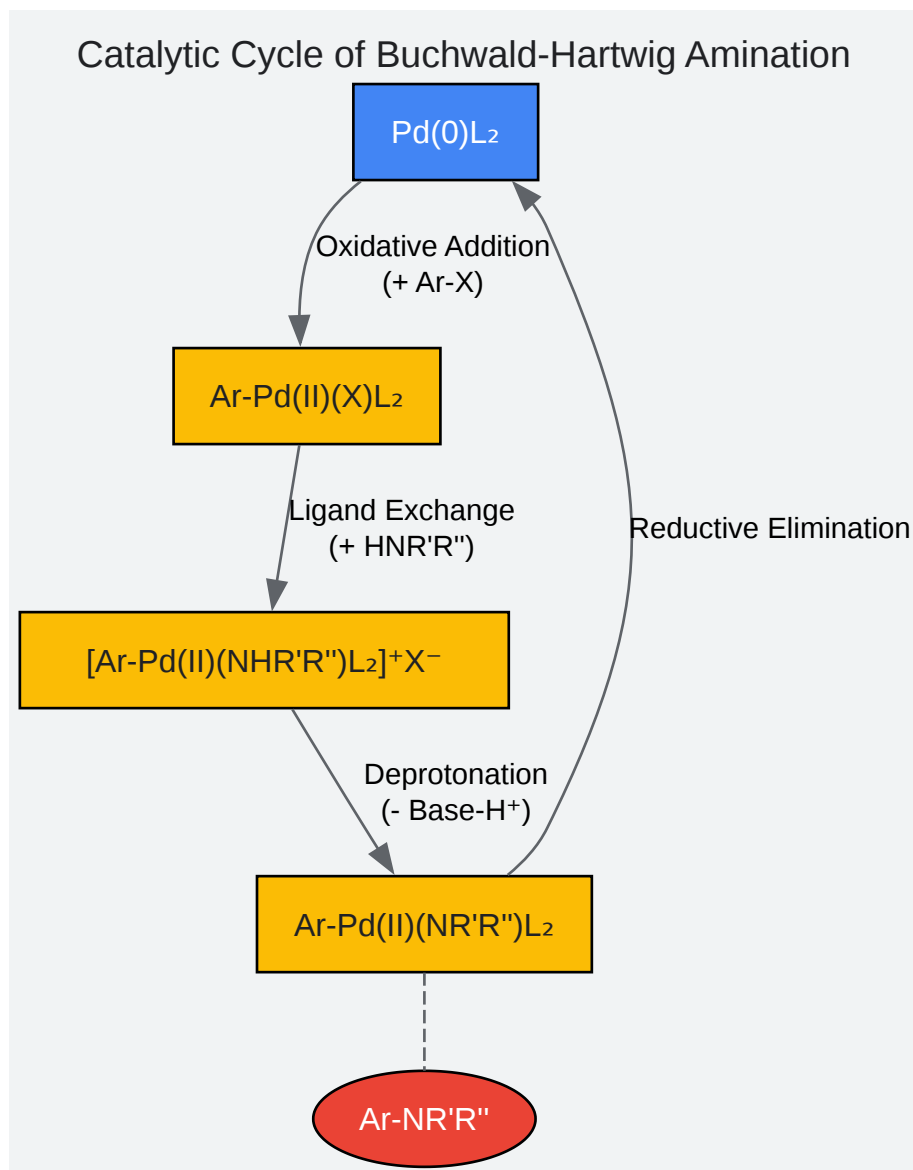 Catalytic Cycle of Buchwald-Hartwig Amination
Pd(0)L₂
Oxidative Addition
(+ Ar-X)
Ar-Pd(II)(X)L₂
Ligand Exchange
(+ HNR'R'')
Reductive Elimination
[Ar-Pd(II)(NHR'R'')L₂]⁺X⁻
Deprotonation
(- Base-H⁺)
Ar-Pd(II)(NR'R'')L₂
Ar-NR'R''